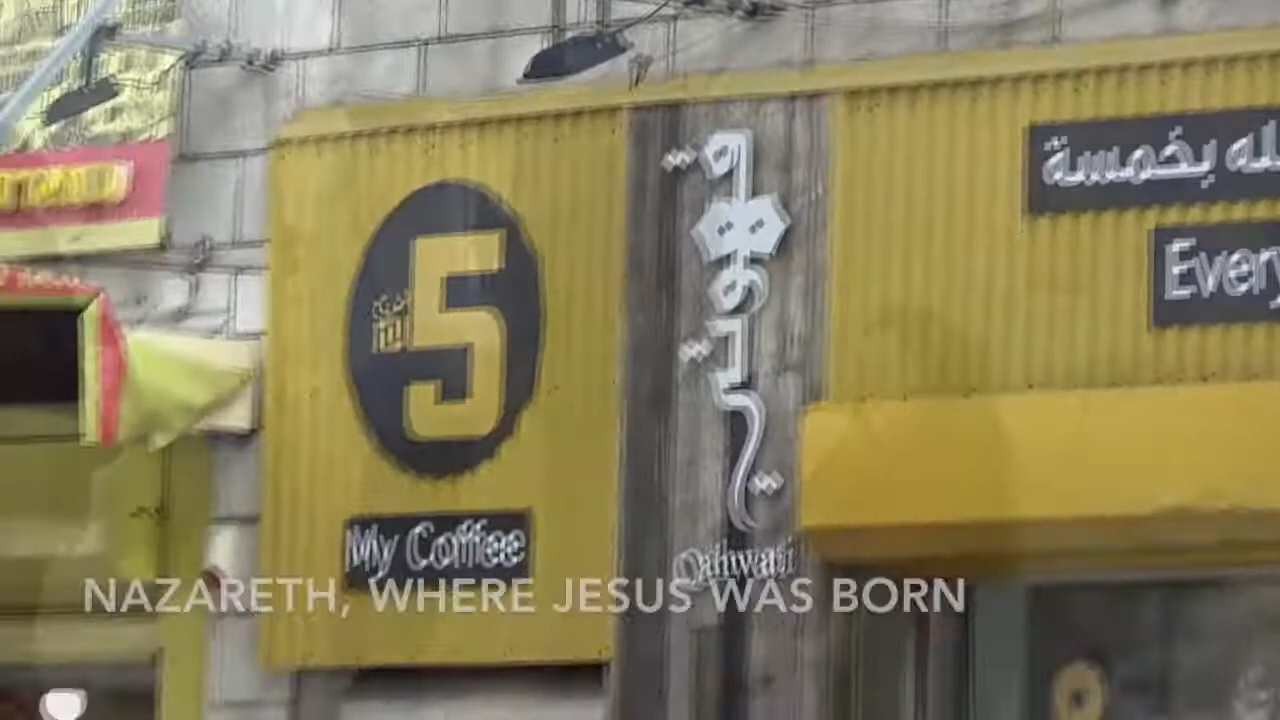 5
My Coffee
قهوتي
Qahwati
بخمسة
Every
NAZARETH, WHERE JESUS WAS BORN